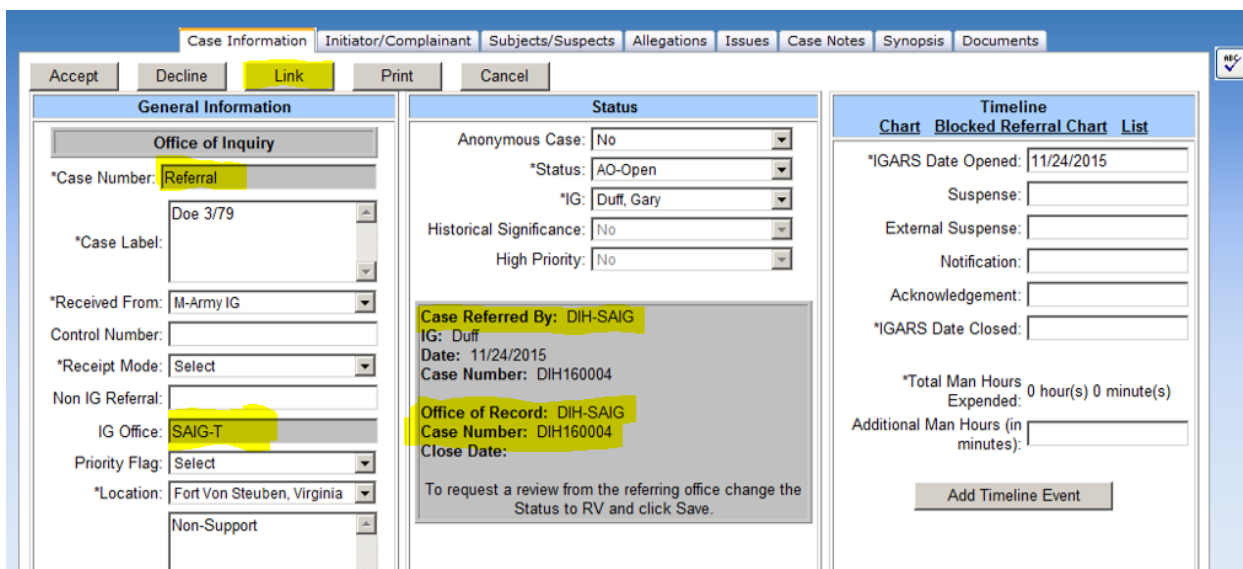 Case Information Initiator/Complainant Subjects/Suspects Allegations Issues Case Notes Synopsis Documents
ABC
Accept Decline Link Print Cancel
General Information
Office of Inquiry
*Case Number: Referral
*Case Label: Doe 3/79
*Received From: M-Army IG
Control Number:
*Receipt Mode: Select
Non IG Referral:
IG Office: SAIG-T
Priority Flag: Select
*Location: Fort Von Steuben, Virginia
Non-Support
Status
Anonymous Case: No
*Status: AO-Open
*IG: Duff, Gary
Historical Significance: No
High Priority: No
Case Referred By: DIH-SAIG
IG: Duff
Date: 11/24/2015
Case Number: DIH160004
Office of Record: DIH-SAIG
Case Number: DIH160004
Close Date:
To request a review from the referring office change the
Status to RV and click Save.
Timeline
Chart Blocked Referral Chart List
*IGARS Date Opened: 11/24/2015
Suspense:
External Suspense:
Notification:
Acknowledgement:
*IGARS Date Closed:
*Total Man Hours
Expended: 0 hour(s) 0 minute(s)
Additional Man Hours (in
minutes):
Add Timeline Event